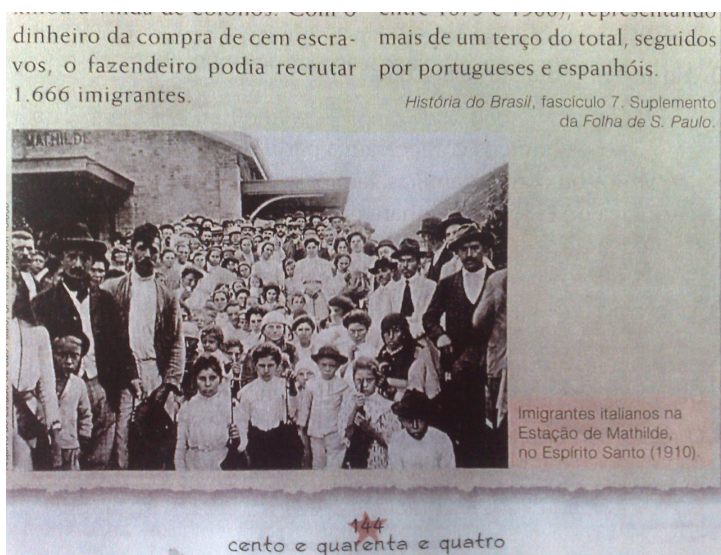 dinheiro da compra de cem escra-
vos, o fazendeiro podia recrutar
1.666 imigrantes.
mais de um terço do total, seguidos
por portugueses e espanhóis.
História do Brasil, fascículo 7. Suplemento
da Folha de S. Paulo.
MATHILDE
Imigrantes italianos na
Estação de Mathilde,
no Espírito Santo (1910).
144
cento e quarenta e quatro